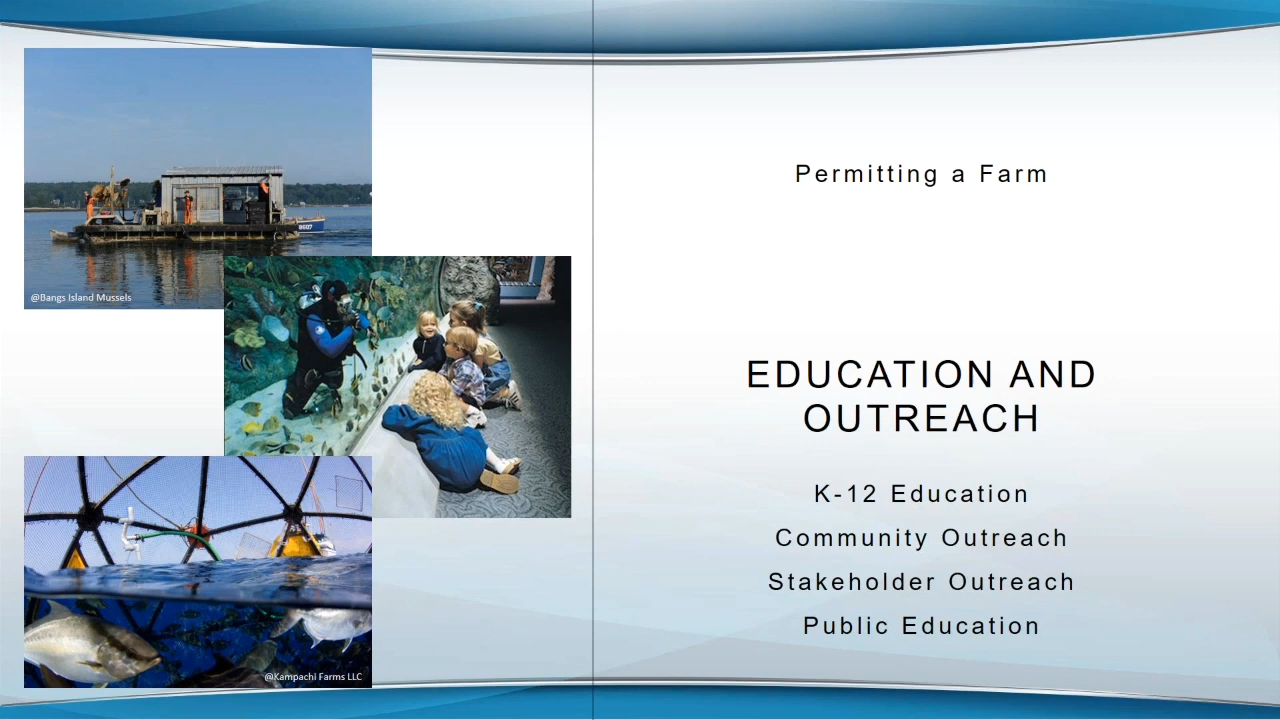 @Bangs Island Mussels
@Kampachi Farms LLC
Permitting a Farm
EDUCATION AND
OUTREACH
K-12 Education
Community Outreach
Stakeholder Outreach
Public Education